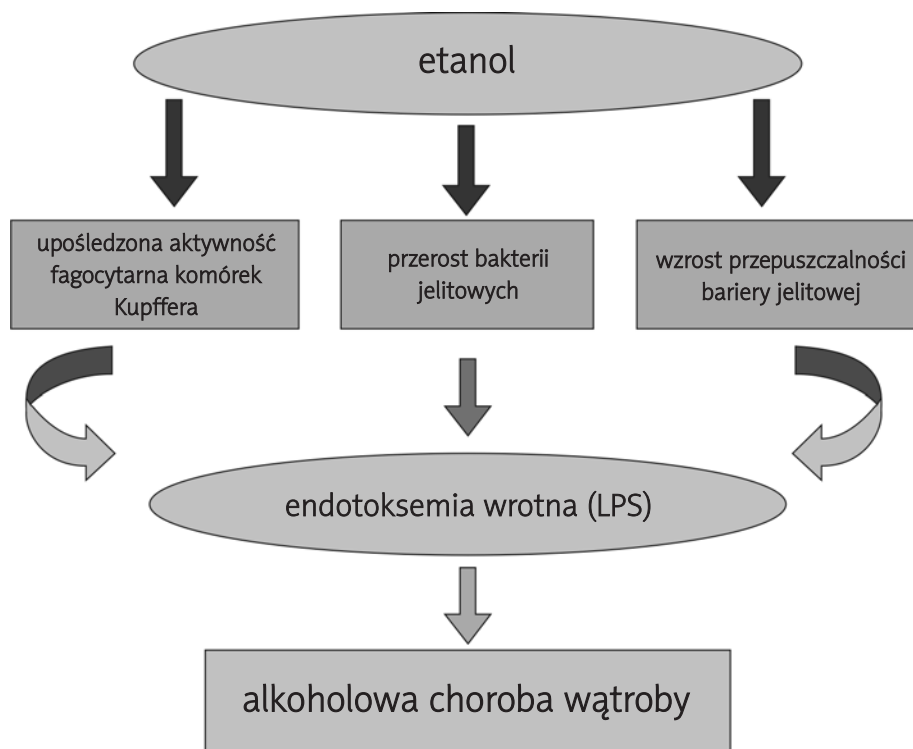 etanol
upośledzona aktywność
fagocytarna komórek
Kupffera
przerost bakterii
jelitowych
wzrost przepuszczalności
bariery jelitowej
endotoksemia wrotna (LPS)
alkoholowa choroba wątroby